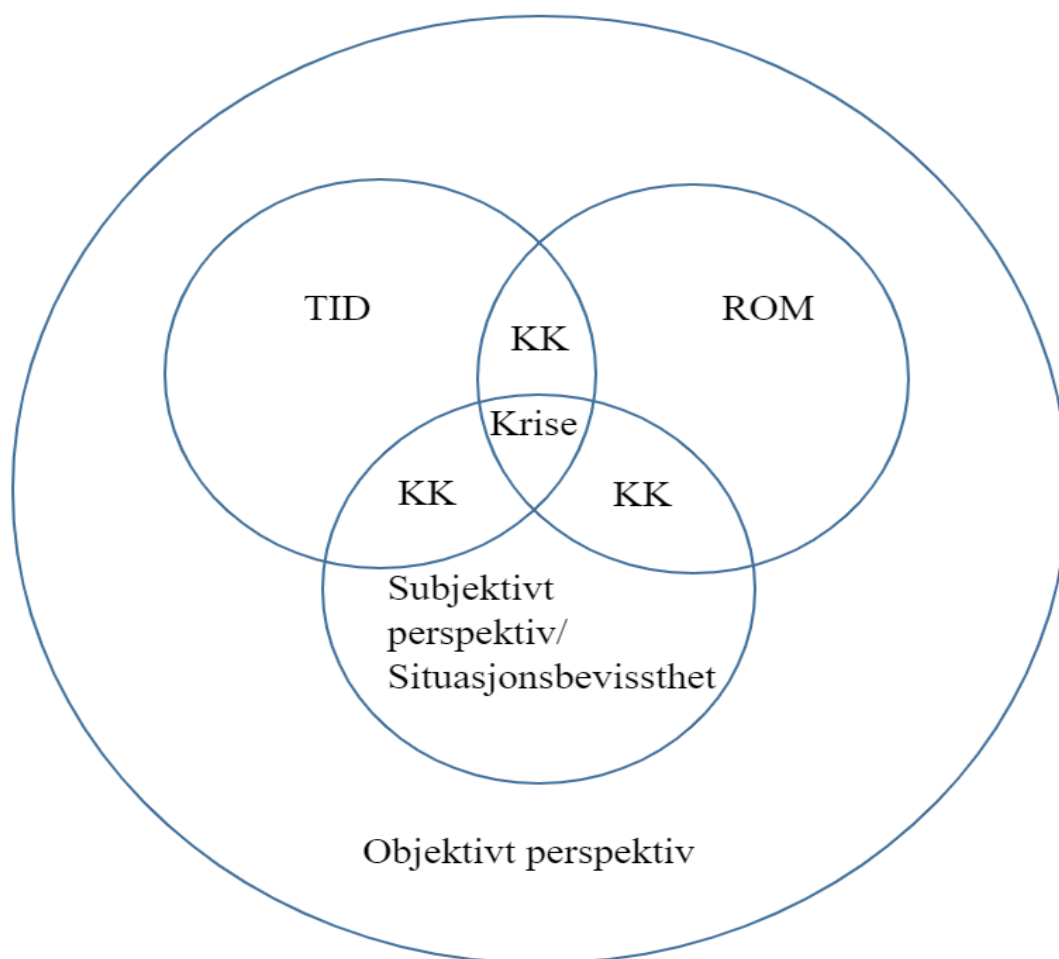 TID
ROM
KK
Krise
KK
KK
Subjektivt
perspektiv/
Situasjonsbevissthet
Objektivt perspektiv